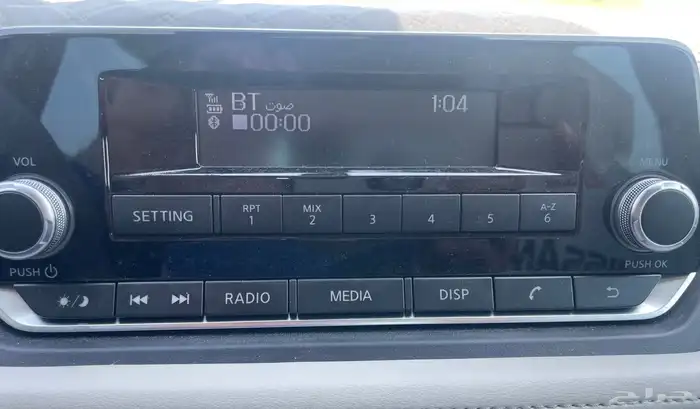 BT صوت 1:04
00:00
VOL
MENU
SETTING
RPT 1
MIX 2
3
4
5
A-Z 6
PUSH
PUSH OK
RADIO
MEDIA
DISP
حراج